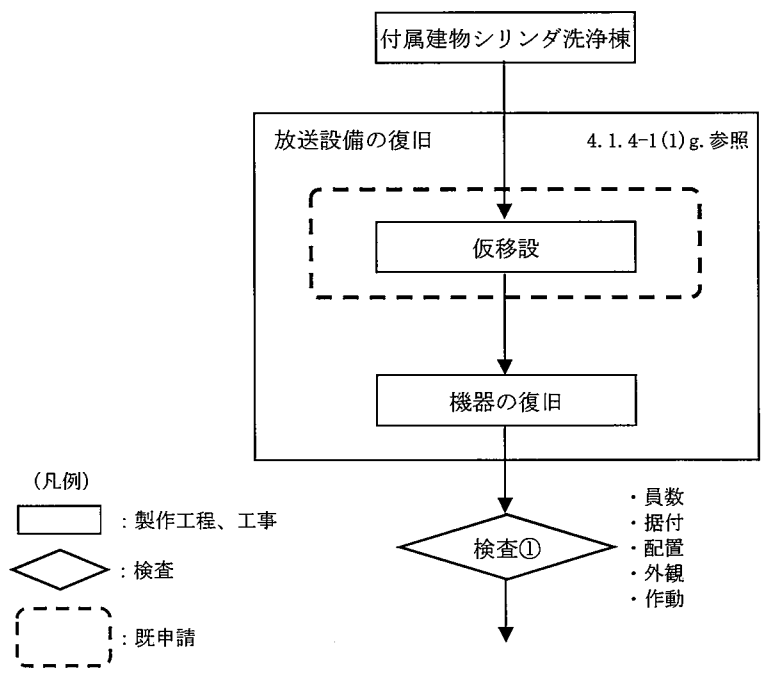 付属建物シリンダ洗浄棟
放送設備の復旧
4.1.4-1(1)g.参照
仮移設
機器の復旧
検査①
・員数
・据付
・配置
・外観
・作動
(凡例)
：製作工程、工事
：検査
：既申請